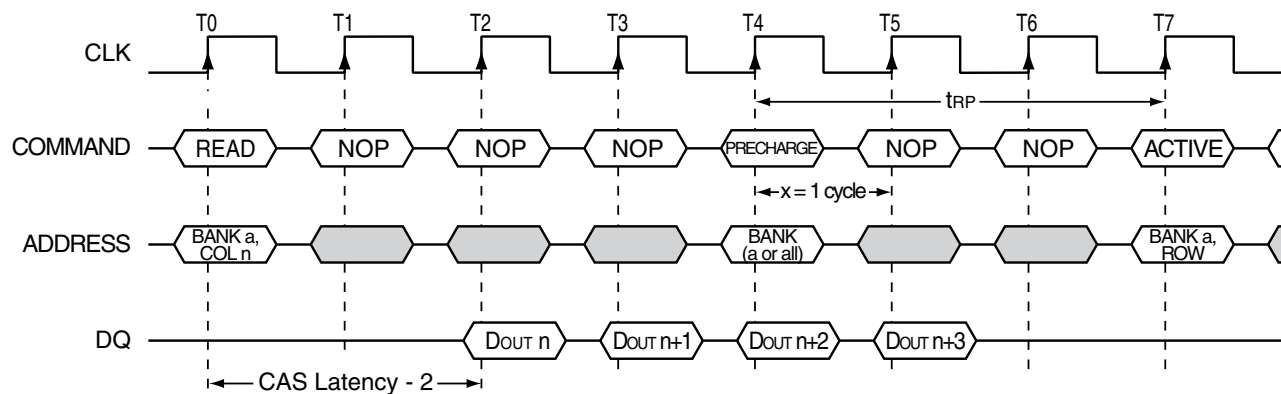 T0 T1 T2 T3 T4 T5 T6 T7
CLK
tRP
COMMAND READ NOP NOP NOP PRECHARGE NOP NOP ACTIVE
x = 1 cycle
ADDRESS BANK a, COL n BANK (a or all) BANK a, ROW
DQ DOUT n DOUT n+1 DOUT n+2 DOUT n+3
CAS Latency - 2